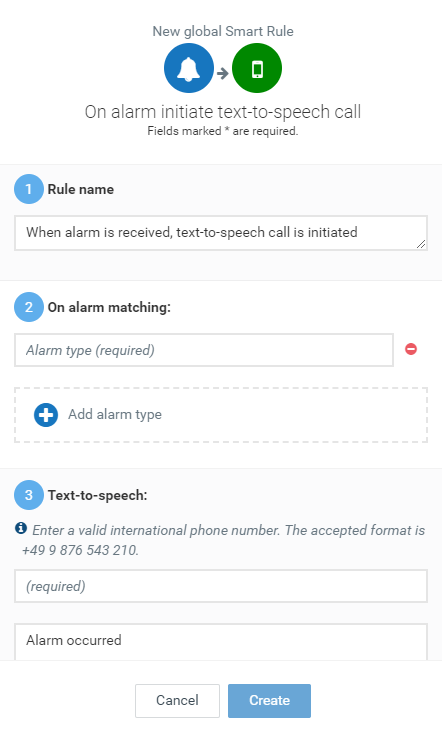 New global Smart Rule
On alarm initiate text-to-speech call
Fields marked * are required.
1 Rule name
When alarm is received, text-to-speech call is initiated
2 On alarm matching:
Alarm type (required)
Add alarm type
3 Text-to-speech:
Enter a valid international phone number. The accepted format is
+49 9 876 543 210.
(required)
Alarm occurred
Cancel Create